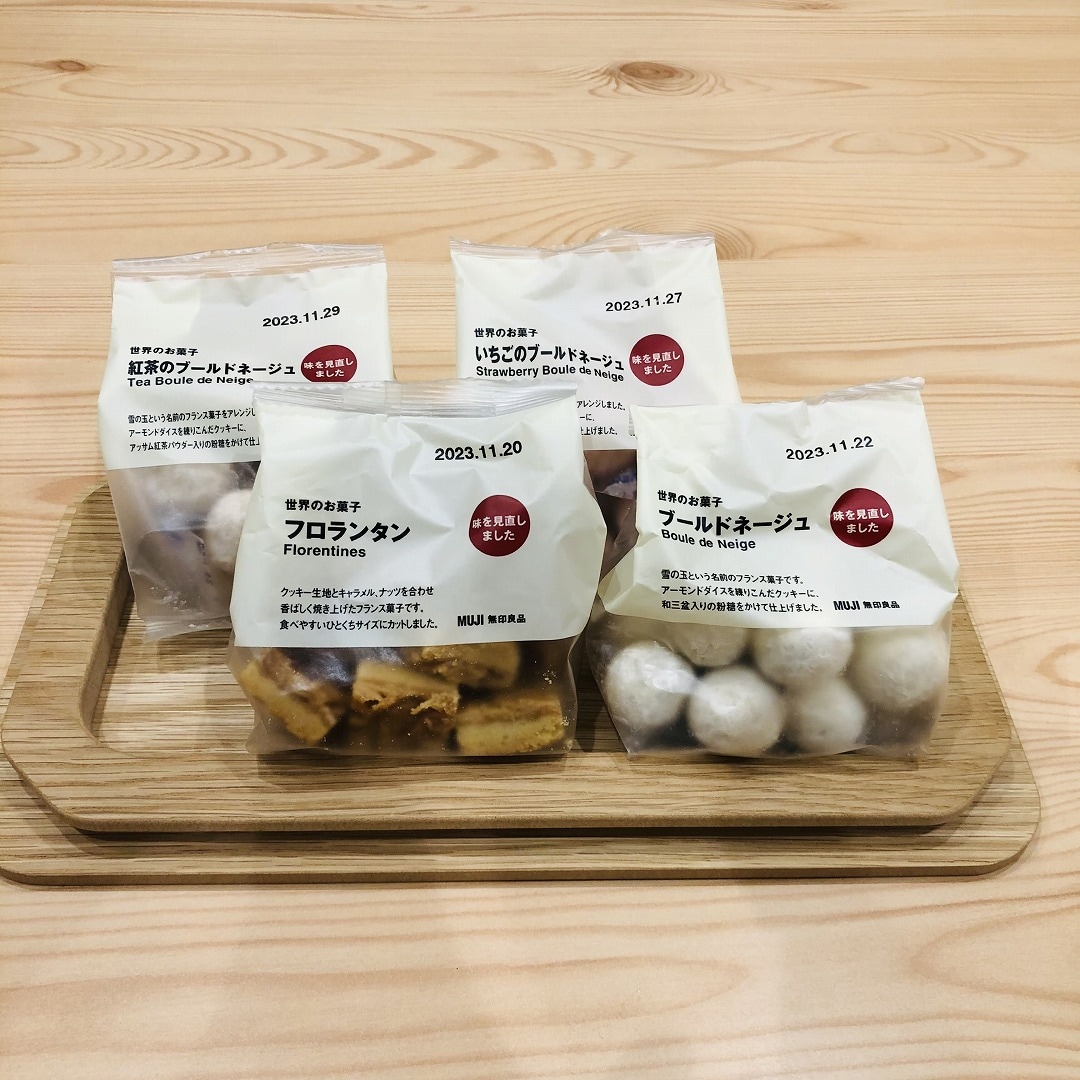 2023.11.29
世界のお菓子
紅茶のブールドネージュ
Tea Boule de Neige
味を見直し
ました
雪の玉という名前のフランス菓子をアレンジし
アーモンドダイスを練りこんだクッキーに、
アッサム紅茶パウダー入りの粉糖をかけて仕上
2023.11.27
世界のお菓子
いちごのブールドネージュ
Strawberry Boule de Neige
味を見直し
ました
アレンジしました。
ーに、
上げました。
2023.11.20
世界のお菓子
フロランタン
Florentines
味を見直し
ました
クッキー生地とキャラメル、ナッツを合わせ
香ばしく焼き上げたフランス菓子です。
食べやすいひとくちサイズにカットしました。
MUJI 無印良品
2023.11.22
世界のお菓子
ブールドネージュ
Boule de Neige
味を見直し
ました
雪の玉という名前のフランス菓子です。
アーモンドダイスを練りこんだクッキーに、
和三盆入りの粉糖をかけて仕上げました。
MUJI 無印良品